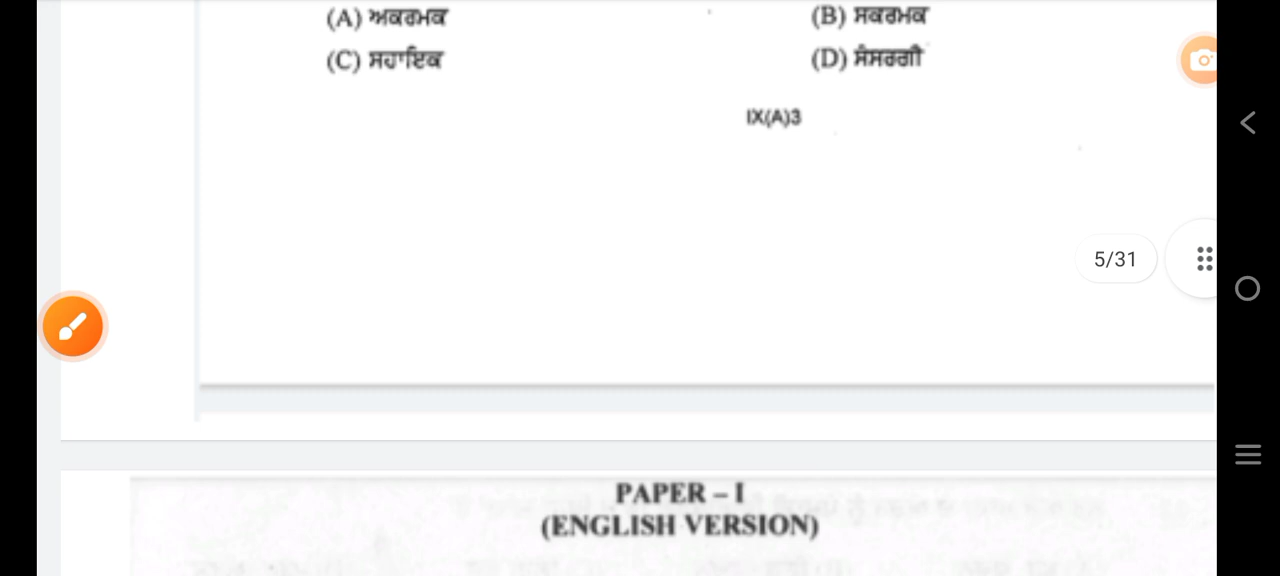 (A) ਅਕਰਮਕ (B) ਸਕਰਮਕ
(C) ਸਹਾਇਕ (D) ਸੰਸਰਗੀ
IX(A)3
5/31
PAPER – I
(ENGLISH VERSION)